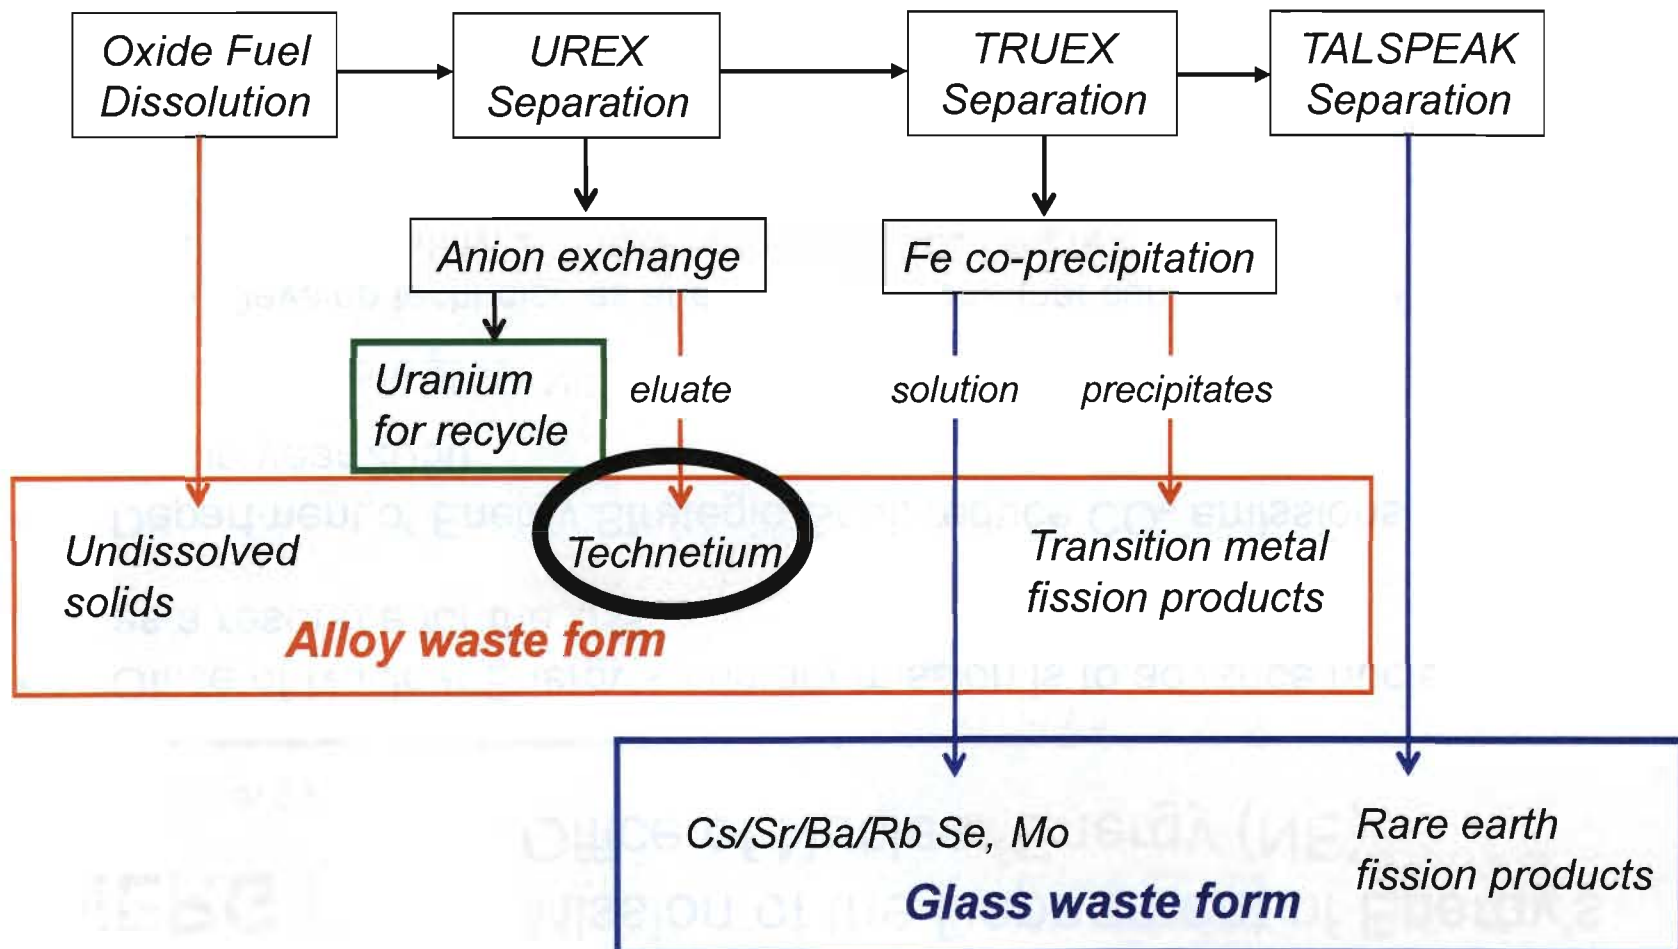 Oxide Fuel
Dissolution
UREX
Separation
TRUEX
Separation
TALSPEAK
Separation
Anion exchange
Fe co-precipitation
Uranium
for recycle
eluate
solution
precipitates
Undissolved
solids
Technetium
Transition metal
fission products
Alloy waste form
Cs/Sr/Ba/Rb Se, Mo
Rare earth
fission products
Glass waste form